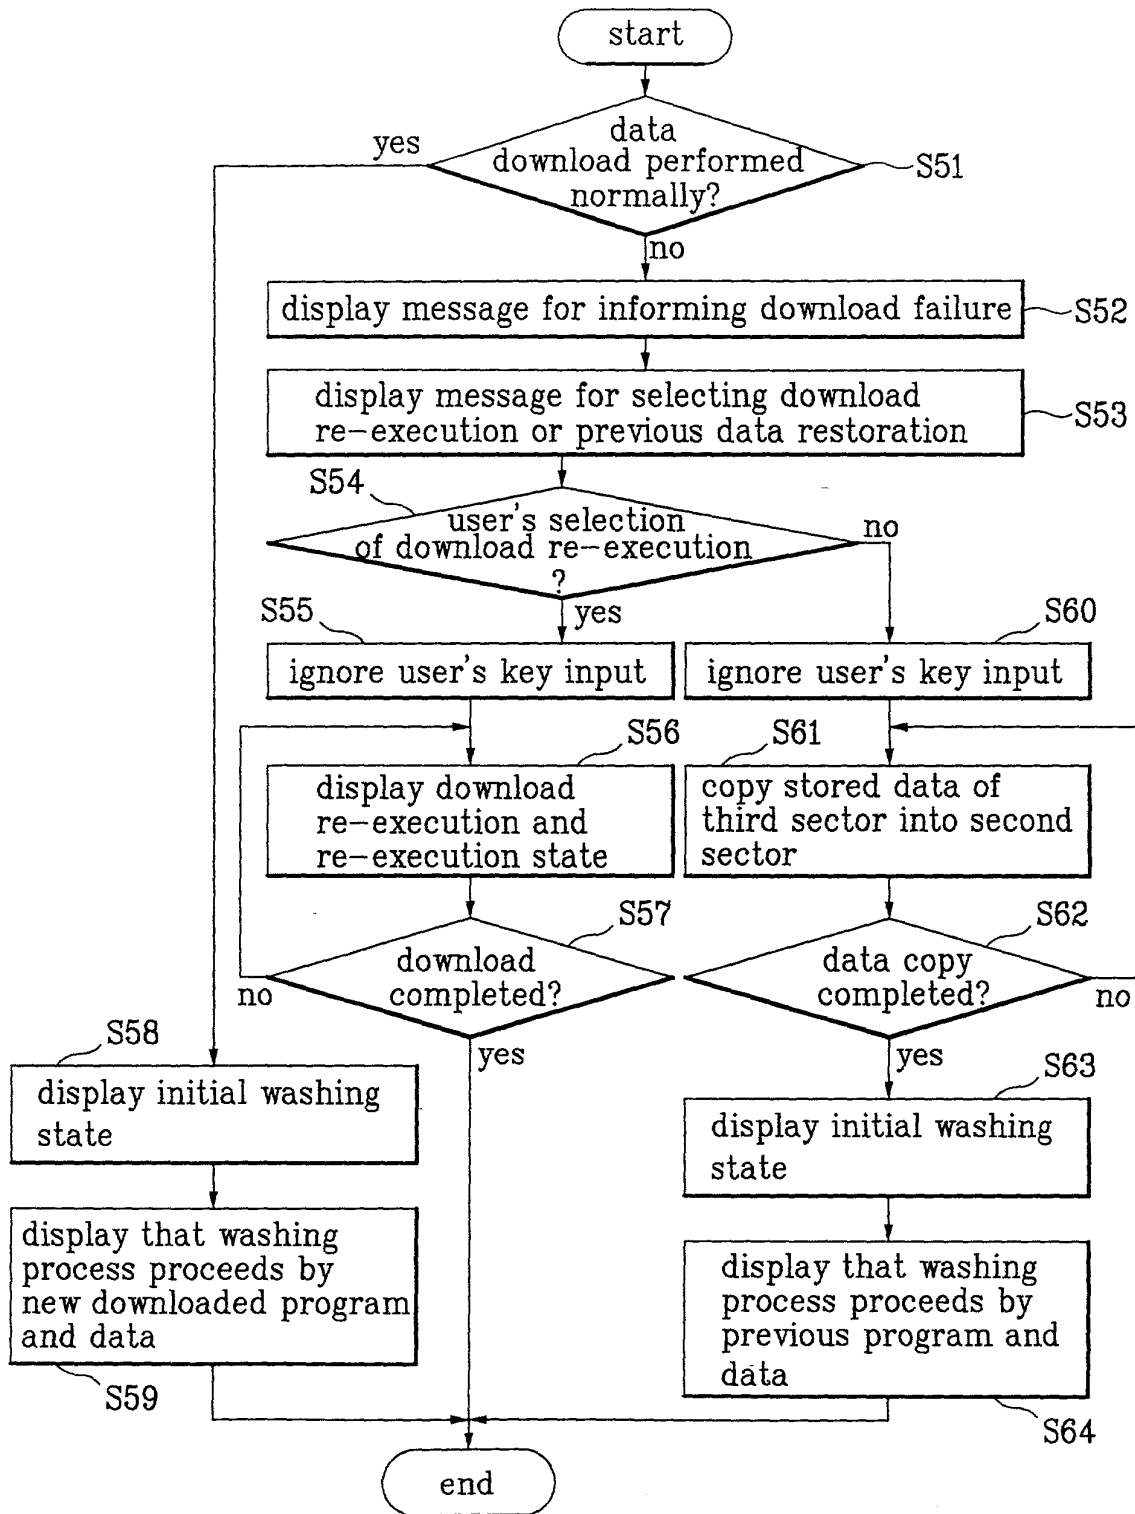 start
data
download performed
normally?
yes
S51
no
display message for informing download failure
S52
display message for selecting download
re-execution or previous data restoration
S53
S54
user's selection
of download re-execution
?
no
yes
S55
S60
ignore user's key input
ignore user's key input
S56
S61
display download
re-execution and
re-execution state
copy stored data of
third sector into second
sector
S57
S62
download
completed?
no
data copy
completed?
no
yes
yes
S58
display initial washing
state
S63
display initial washing
state
display that washing
process proceeds by
new downloaded program
and data
S59
display that washing
process proceeds by
previous program and
data
S64
end